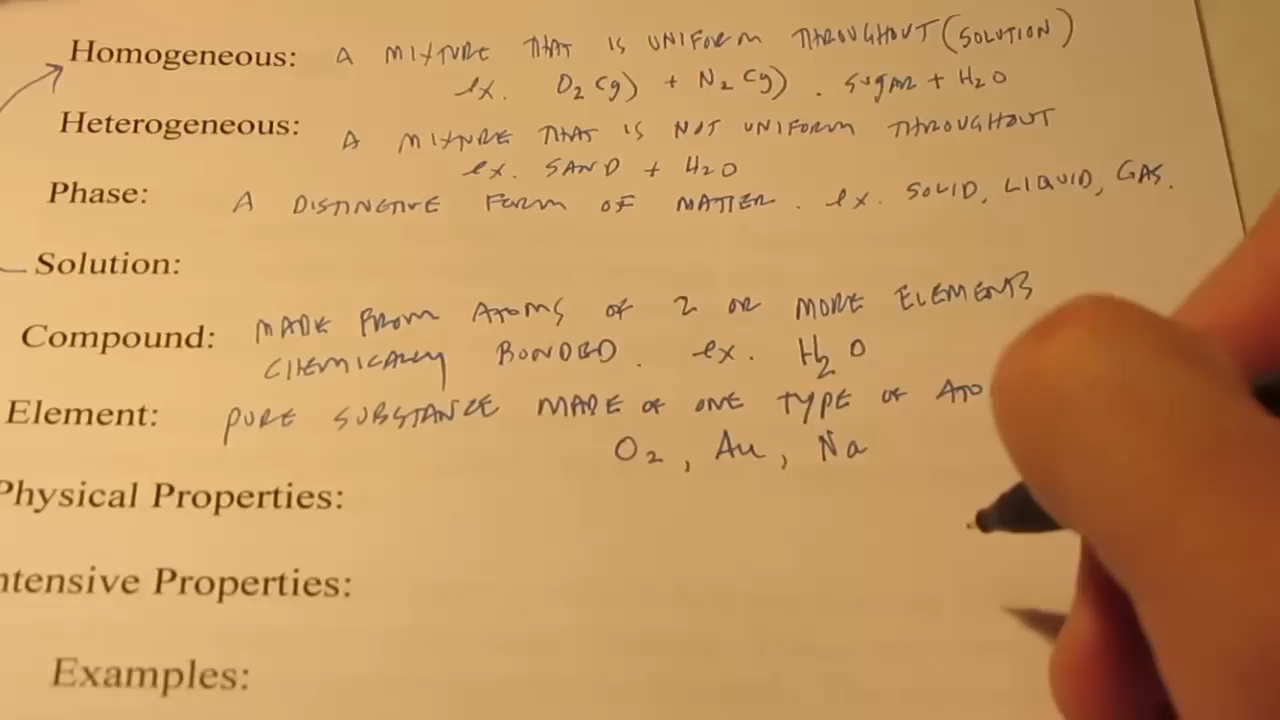 Homogeneous: A MIXTURE THAT IS UNIFORM THROUGHOUT (SOLUTION)
ex. O2 (g) + N2 (g) . sugar + H2O
Heterogeneous: A MIXTURE THAT IS NOT UNIFORM THROUGHOUT
ex. SAND + H2O
Phase: A DISTINCTIVE FORM OF MATTER . ex. SOLID, LIQUID, GAS.
Solution:
Compound: MADE FROM ATOMS OF 2 OR MORE ELEMENTS
CHEMICALLY BONDED . ex. H2O
Element: PURE SUBSTANCE MADE OF ONE TYPE OF ATO
O2, Au, Na
Physical Properties:
ntensive Properties:
Examples: